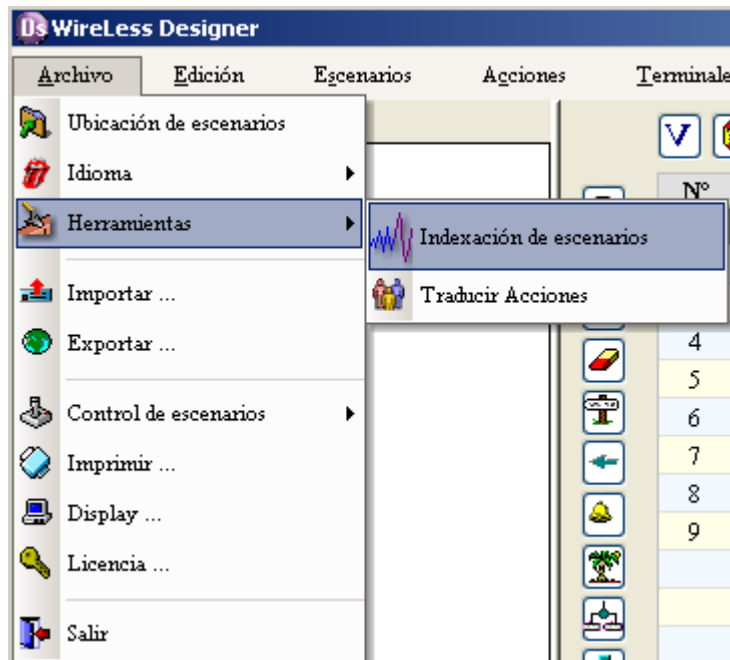 Ds WireLess Designer
Archivo Edición Escenarios Acciones Terminale
Ubicación de escenarios
Idioma
Herramientas
Indexación de escenarios
Traducir Acciones
Importar ...
Exportar ...
Control de escenarios
Imprimir ...
Display ...
Licencia ...
Salir
V
Nº
4
5
6
7
8
9